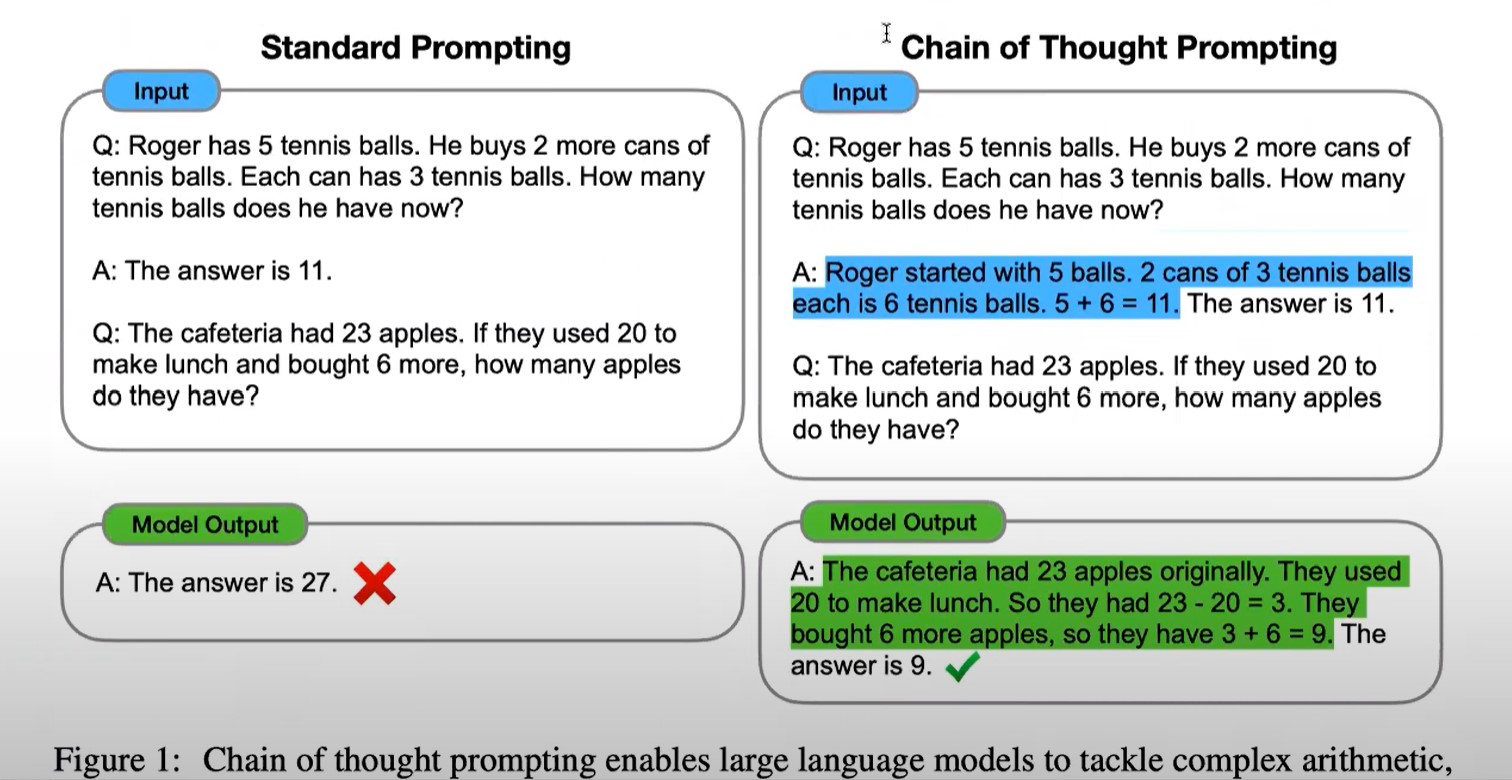 Standard Prompting
Input
Q: Roger has 5 tennis balls. He buys 2 more cans of
tennis balls. Each can has 3 tennis balls. How many
tennis balls does he have now?
A: The answer is 11.
Q: The cafeteria had 23 apples. If they used 20 to
make lunch and bought 6 more, how many apples
do they have?
Model Output
A: The answer is 27.
Chain of Thought Prompting
Input
Q: Roger has 5 tennis balls. He buys 2 more cans of
tennis balls. Each can has 3 tennis balls. How many
tennis balls does he have now?
A: Roger started with 5 balls. 2 cans of 3 tennis balls
each is 6 tennis balls. 5 + 6 = 11. The answer is 11.
Q: The cafeteria had 23 apples. If they used 20 to
make lunch and bought 6 more, how many apples
do they have?
Model Output
A: The cafeteria had 23 apples originally. They used
20 to make lunch. So they had 23 - 20 = 3. They
bought 6 more apples, so they have 3 + 6 = 9. The
answer is 9.
Figure 1: Chain of thought prompting enables large language models to tackle complex arithmetic,